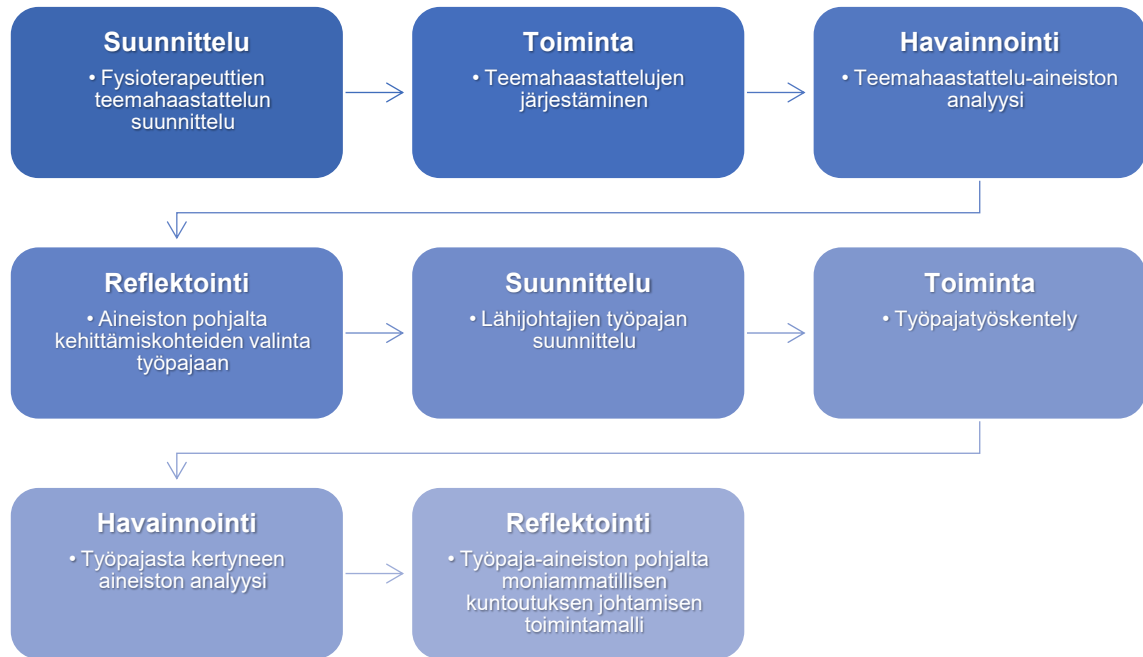 Suunnittelu
• Fysioterapeuttien
teemahaastattelun
suunnittelu
Toiminta
• Teemahaastattelujen
järjestäminen
Havainnointi
• Teemahaastattelu-aineiston
analyysi
Reflektointi
• Aineiston pohjalta
kehittämiskohteiden valinta
työpajaan
Suunnittelu
• Lähijohtajien työpajan
suunnittelu
Toiminta
• Työpajatyöskentely
Havainnointi
• Työpajasta kertyneen
aineiston analyysi
Reflektointi
• Työpaja-aineiston pohjalta
moniammatillisen
kuntoutuksen johtamisen
toimintamalli